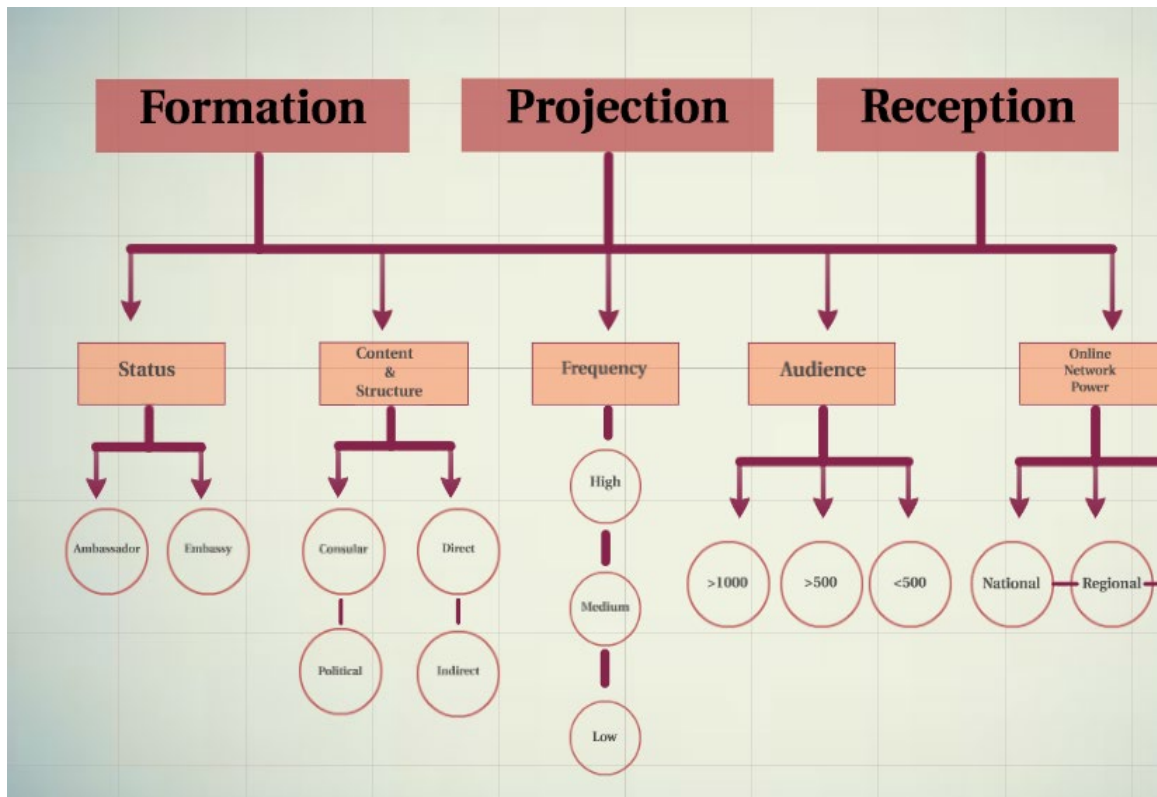 Formation
Projection
Reception
Status
Content
&
Structure
Frequency
Audience
Online
Network
Power
High
Ambassador
Embassy
Consular
Direct
>1000
>500
<500
National
Regional
Medium
Political
Indirect
Low